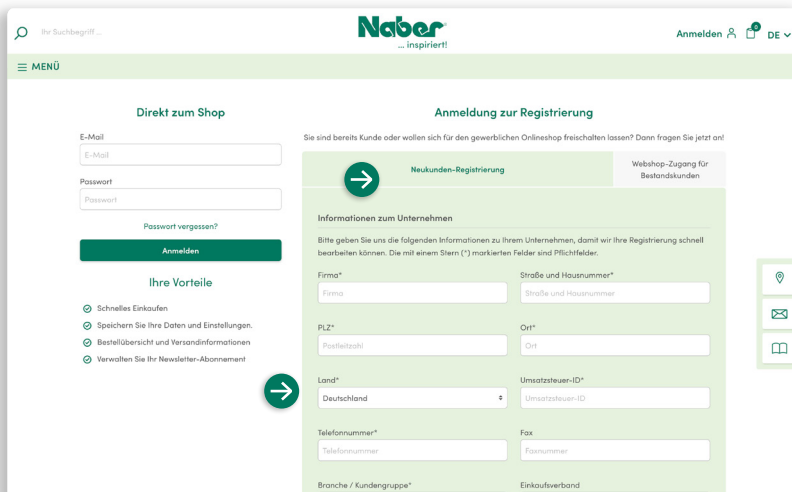 Ihr Suchbegriff ...
Naber
... inspiriert!
Anmelden
0
DE
MENÜ
Direkt zum Shop
E-Mail
E-Mail
Passwort
Passwort
Passwort vergessen?
Anmelden
Ihre Vorteile
Schnelles Einkaufen
Speichern Sie Ihre Daten und Einstellungen.
Bestellübersicht und Versandinformationen
Verwalten Sie Ihr Newsletter-Abonnement
Anmeldung zur Registrierung
Sie sind bereits Kunde oder wollen sich für den gewerblichen Onlineshop freischalten lassen? Dann fragen Sie jetzt an!
Neukunden-Registrierung
Webshop-Zugang für
Bestandskunden
Informationen zum Unternehmen
Bitte geben Sie uns die folgenden Informationen zu Ihrem Unternehmen, damit wir Ihre Registrierung schnell
bearbeiten können. Die mit einem Stern (*) markierten Felder sind Pflichtfelder.
Firma*
Straße und Hausnummer*
Firma
Straße und Hausnummer
PLZ*
Ort*
Postleitzahl
Ort
Land*
Umsatzsteuer-ID*
Deutschland
Umsatzsteuer-ID
Telefonnummer*
Fax
Telefonnummer
Faxnummer
Branche / Kundengruppe*
Einkaufsverband